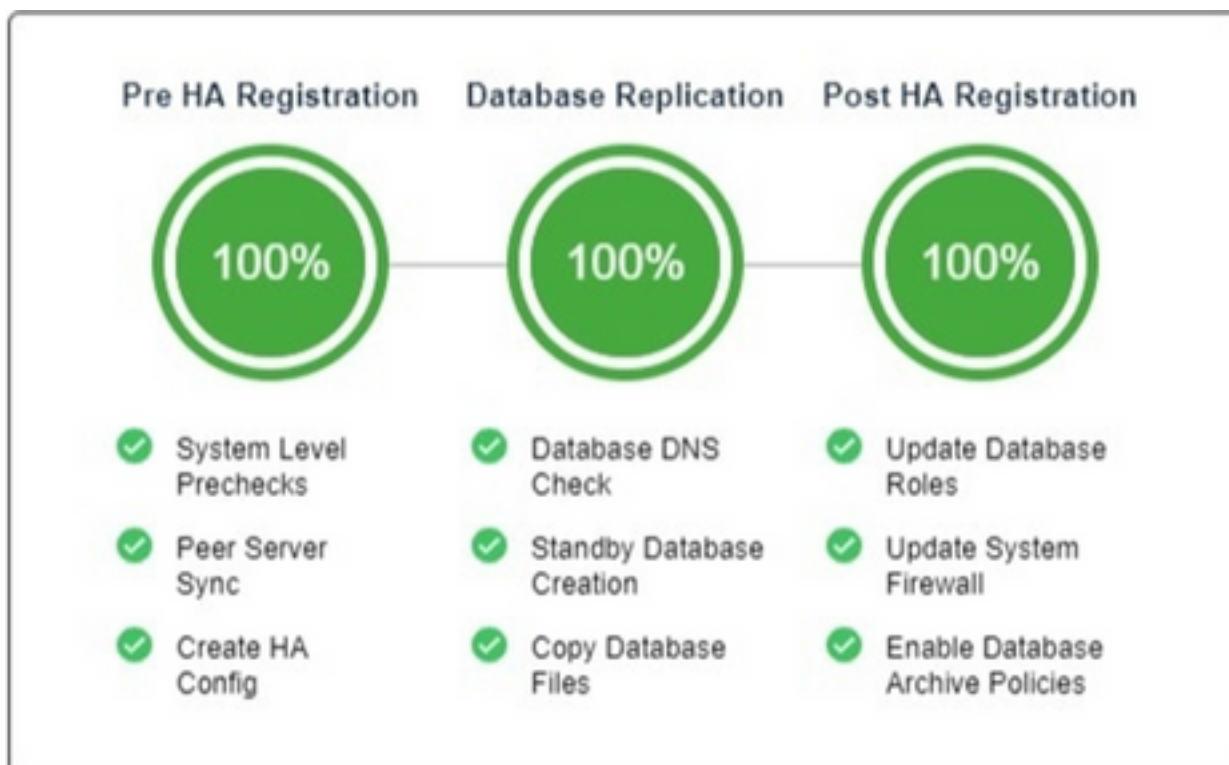 Pre HA Registration
Database Replication
Post HA Registration
100%
100%
100%
System Level
Prechecks
Peer Server
Sync
Create HA
Config
Database DNS
Check
Standby Database
Creation
Copy Database
Files
Update Database
Roles
Update System
Firewall
Enable Database
Archive Policies